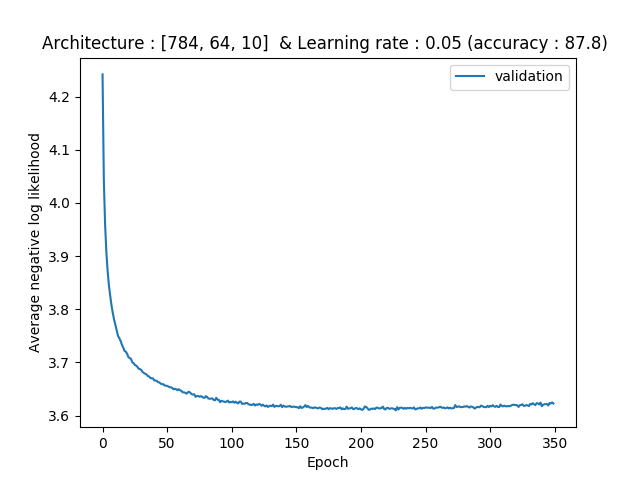 Architecture : [784, 64, 10]  & Learning rate : 0.05 (accuracy : 87.8)
validation
Average negative log likelihood
4.2
4.1
4.0
3.9
3.8
3.7
3.6
0 50 100 150 200 250 300 350
Epoch